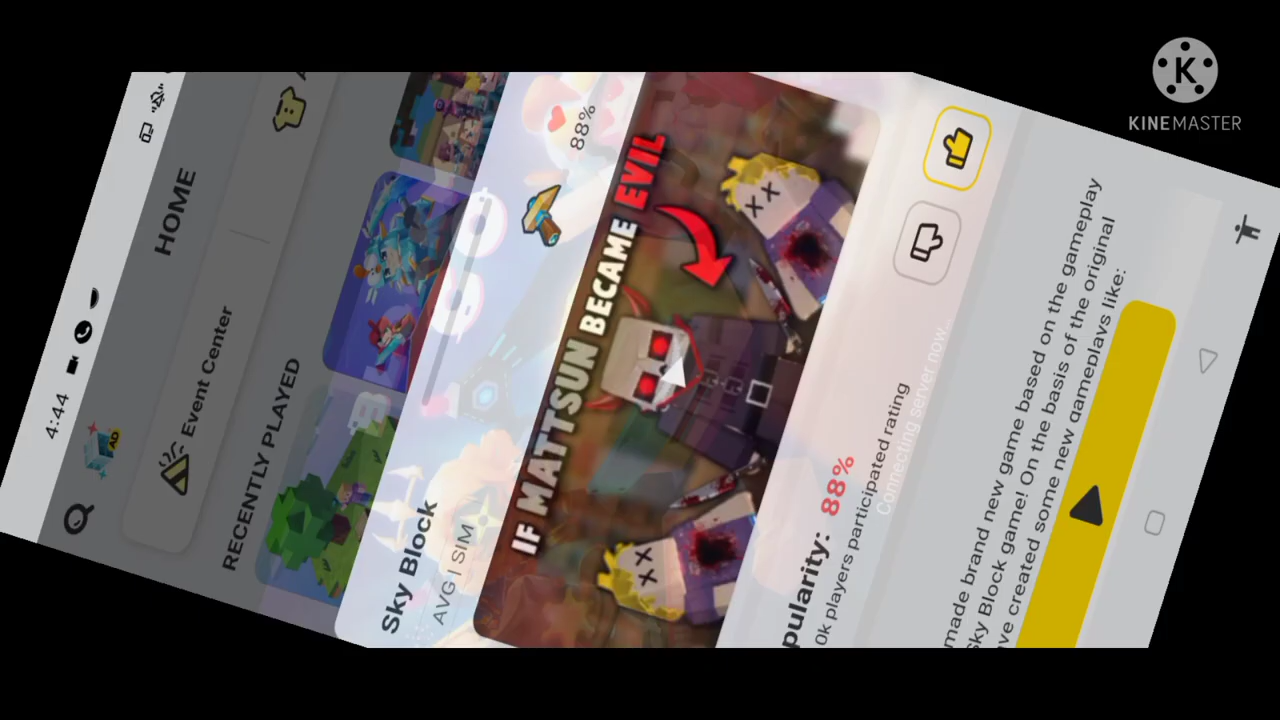 KINEMASTER
4:44
AD
HOME
Event Center
RECENTLY PLAYED
Sky Block
AVG | SIM
88%
IF MATTSUN BECAME EVIL
pularity: 88%
0k players participated rating
Connecting server now...
made brand new game based on the gameplay
Sky Block game! On the basis of the original
ve created some new gameplays like: